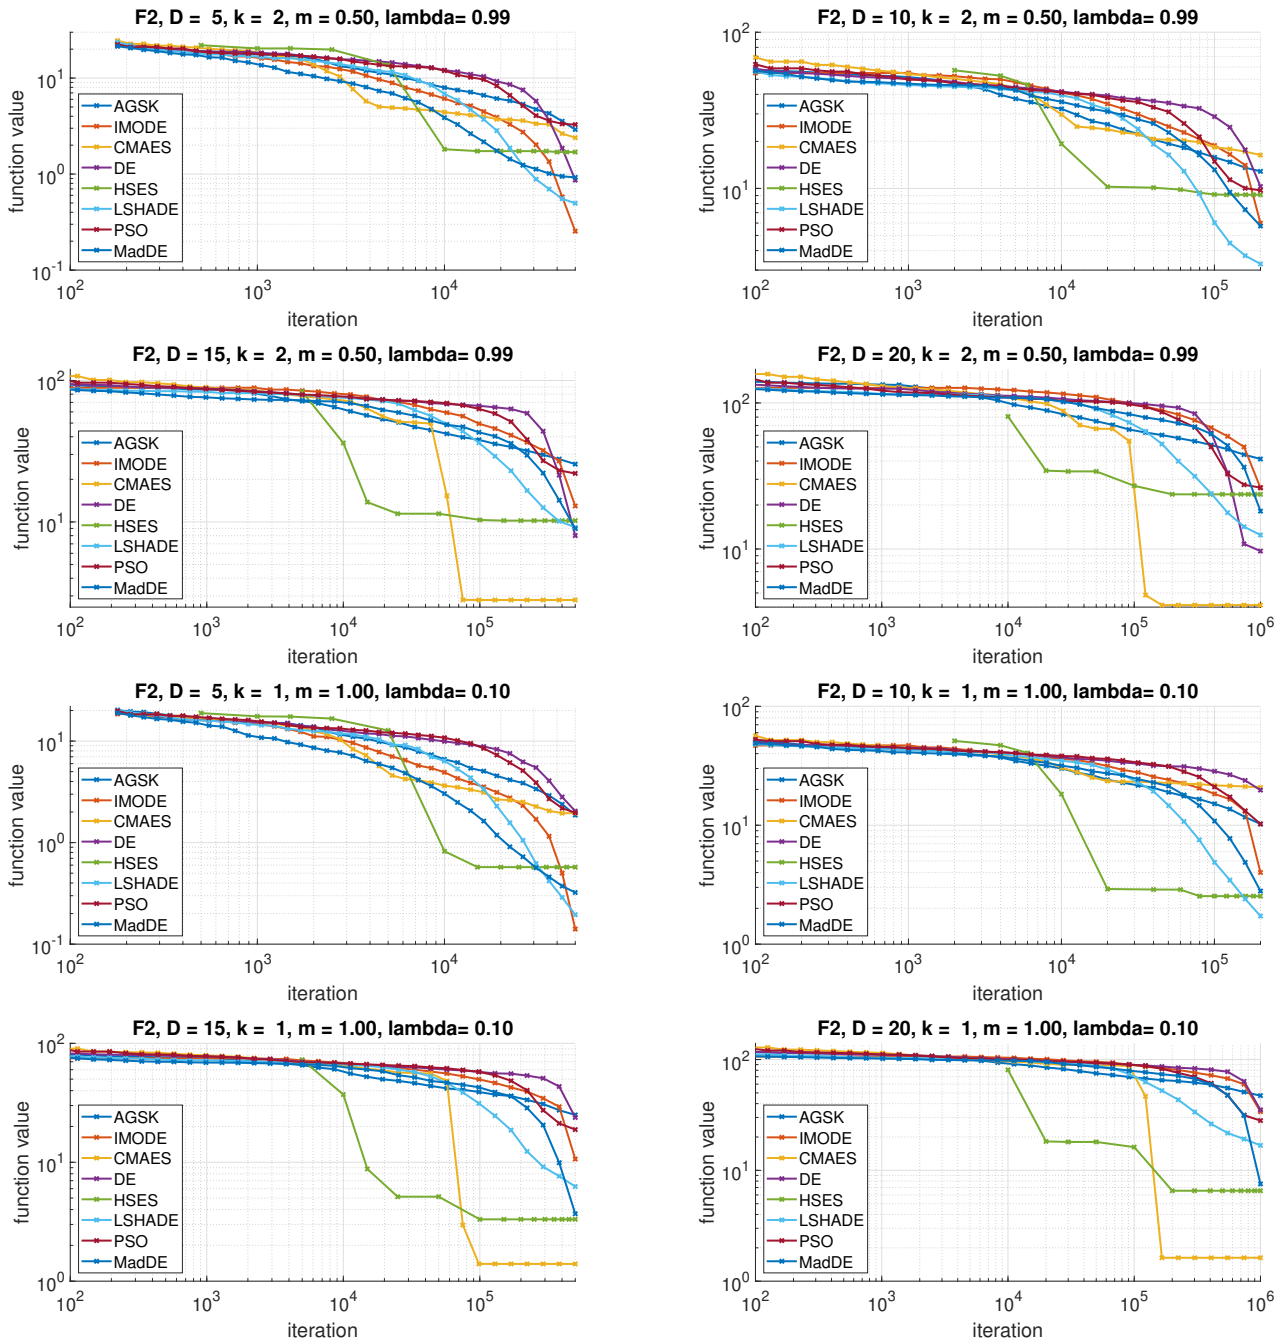 F2, D = 5, k = 2, m = 0.50, lambda= 0.99
function value
10^1
10^0
10^-1
AGSK
IMODE
CMAES
DE
HSES
LSHADE
PSO
MadDE
10^2
10^3
10^4
iteration
F2, D = 10, k = 2, m = 0.50, lambda= 0.99
function value
10^2
10^1
AGSK
IMODE
CMAES
DE
HSES
LSHADE
PSO
MadDE
10^2
10^3
10^4
10^5
iteration
F2, D = 15, k = 2, m = 0.50, lambda= 0.99
function value
10^2
10^1
AGSK
IMODE
CMAES
DE
HSES
LSHADE
PSO
MadDE
10^2
10^3
10^4
10^5
iteration
F2, D = 20, k = 2, m = 0.50, lambda= 0.99
function value
10^2
10^1
AGSK
IMODE
CMAES
DE
HSES
LSHADE
PSO
MadDE
10^2
10^3
10^4
10^5
10^6
iteration
F2, D = 5, k = 1, m = 1.00, lambda= 0.10
function value
10^1
10^0
10^-1
AGSK
IMODE
CMAES
DE
HSES
LSHADE
PSO
MadDE
10^2
10^3
10^4
iteration
F2, D = 10, k = 1, m = 1.00, lambda= 0.10
function value
10^2
10^1
10^0
AGSK
IMODE
CMAES
DE
HSES
LSHADE
PSO
MadDE
10^2
10^3
10^4
10^5
iteration
F2, D = 15, k = 1, m = 1.00, lambda= 0.10
function value
10^2
10^1
10^0
AGSK
IMODE
CMAES
DE
HSES
LSHADE
PSO
MadDE
10^2
10^3
10^4
10^5
iteration
F2, D = 20, k = 1, m = 1.00, lambda= 0.10
function value
10^2
10^1
10^0
AGSK
IMODE
CMAES
DE
HSES
LSHADE
PSO
MadDE
10^2
10^3
10^4
10^5
10^6
iteration